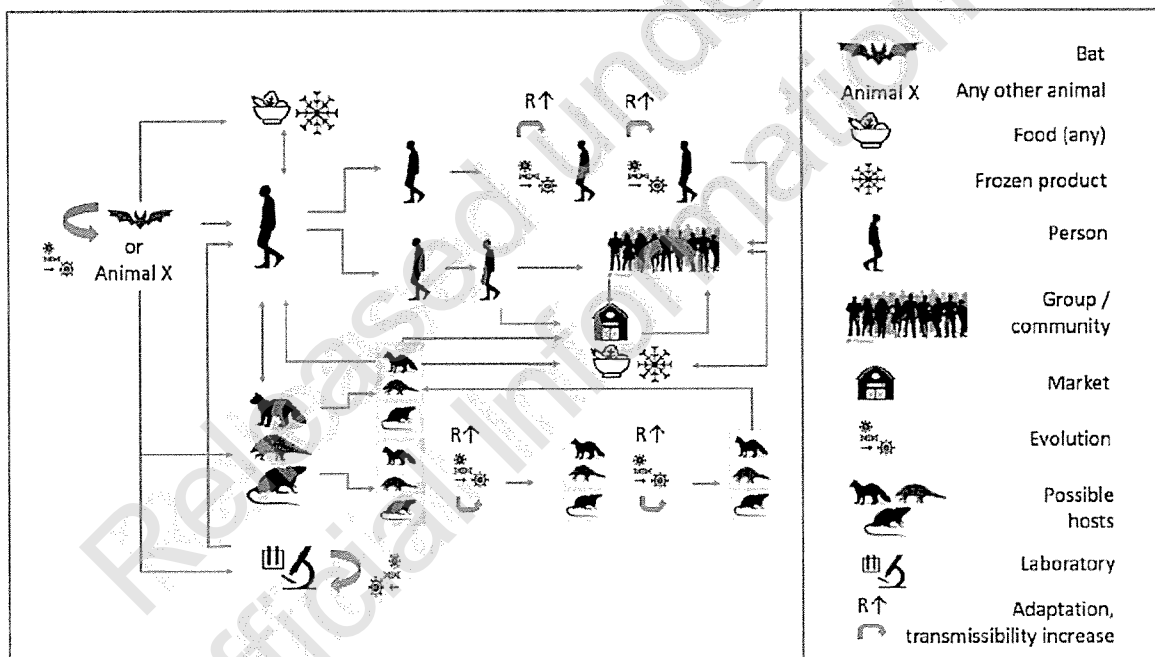 Released under
Official Information
R↑ R↑
or
Animal X
R↑ R↑
Bat
Animal X Any other animal
Food (any)
Frozen product
Person
Group /
community
Market
Evolution
Possible
hosts
Laboratory
R↑ Adaptation,
transmissibility increase